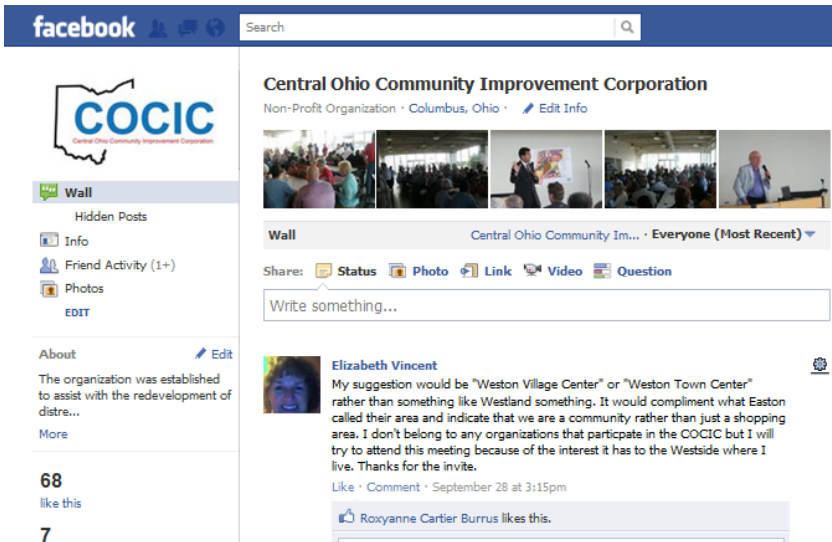 facebook
Search
COCIC
Central Ohio Community Improvement Corporation
Wall
Hidden Posts
Info
Friend Activity (1+)
Photos
EDIT
About
Edit
The organization was established
to assist with the redevelopment of
distre...
More
68
like this
7
Central Ohio Community Improvement Corporation
Non-Profit Organization · Columbus, Ohio · Edit Info
Wall
Central Ohio Community Im... · Everyone (Most Recent)
Share: Status Photo Link Video Question
Write something...
Elizabeth Vincent
My suggestion would be "Weston Village Center" or "Weston Town Center"
rather than something like Westland something. It would compliment what Easton
called their area and indicate that we are a community rather than just a shopping
area. I don't belong to any organizations that particpate in the COCIC but I will
try to attend this meeting because of the interest it has to the Westside where I
live. Thanks for the invite.
Like · Comment · September 28 at 3:15pm
Roxyanne Cartier Burrus likes this.